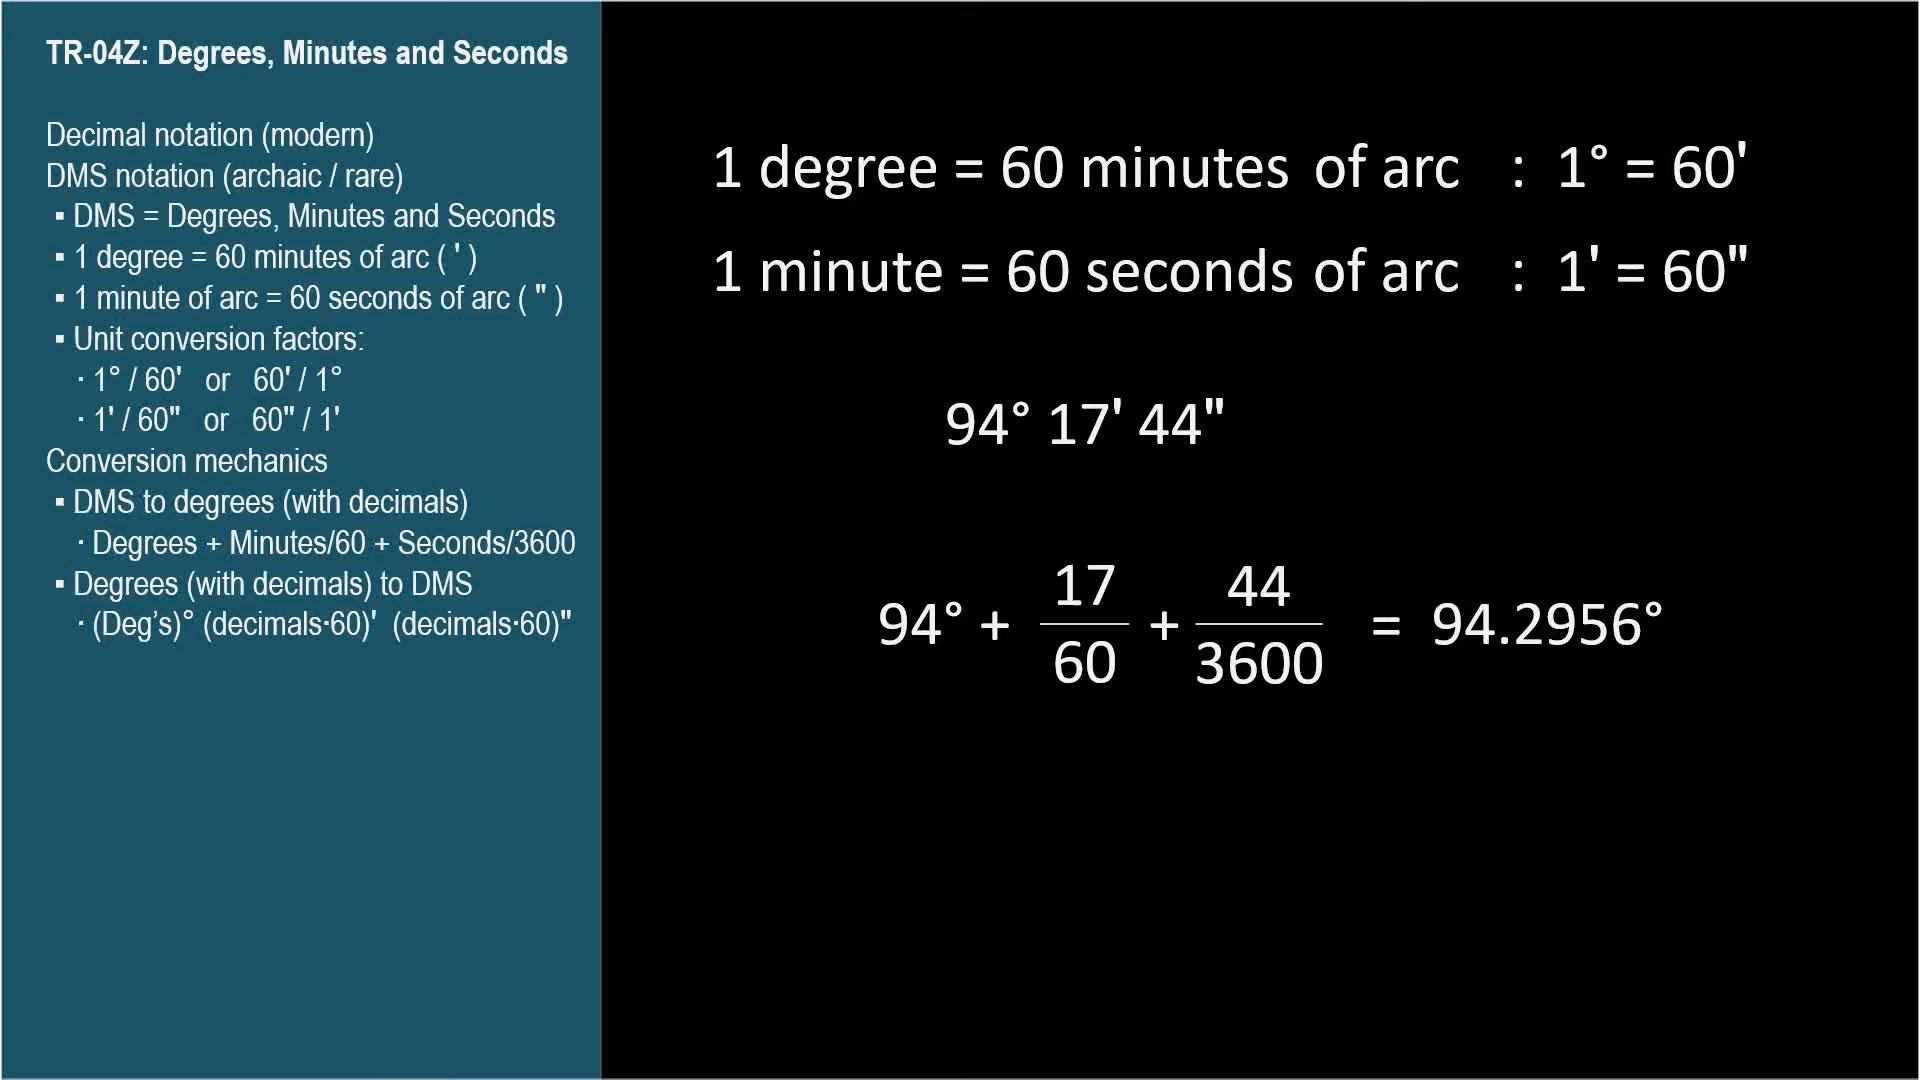 TR-04Z: Degrees, Minutes and Seconds
Decimal notation (modern)
DMS notation (archaic / rare)
▪ DMS = Degrees, Minutes and Seconds
▪ 1 degree = 60 minutes of arc ( ' )
▪ 1 minute of arc = 60 seconds of arc ( " )
▪ Unit conversion factors:
· 1° / 60' or 60' / 1°
· 1' / 60" or 60" / 1'
Conversion mechanics
▪ DMS to degrees (with decimals)
· Degrees + Minutes/60 + Seconds/3600
▪ Degrees (with decimals) to DMS
· (Deg’s)° (decimals·60)' (decimals·60)"
1 degree = 60 minutes of arc : 1° = 60'
1 minute = 60 seconds of arc : 1' = 60"
94° 17' 44"
94° + 17/60 + 44/3600 = 94.2956°